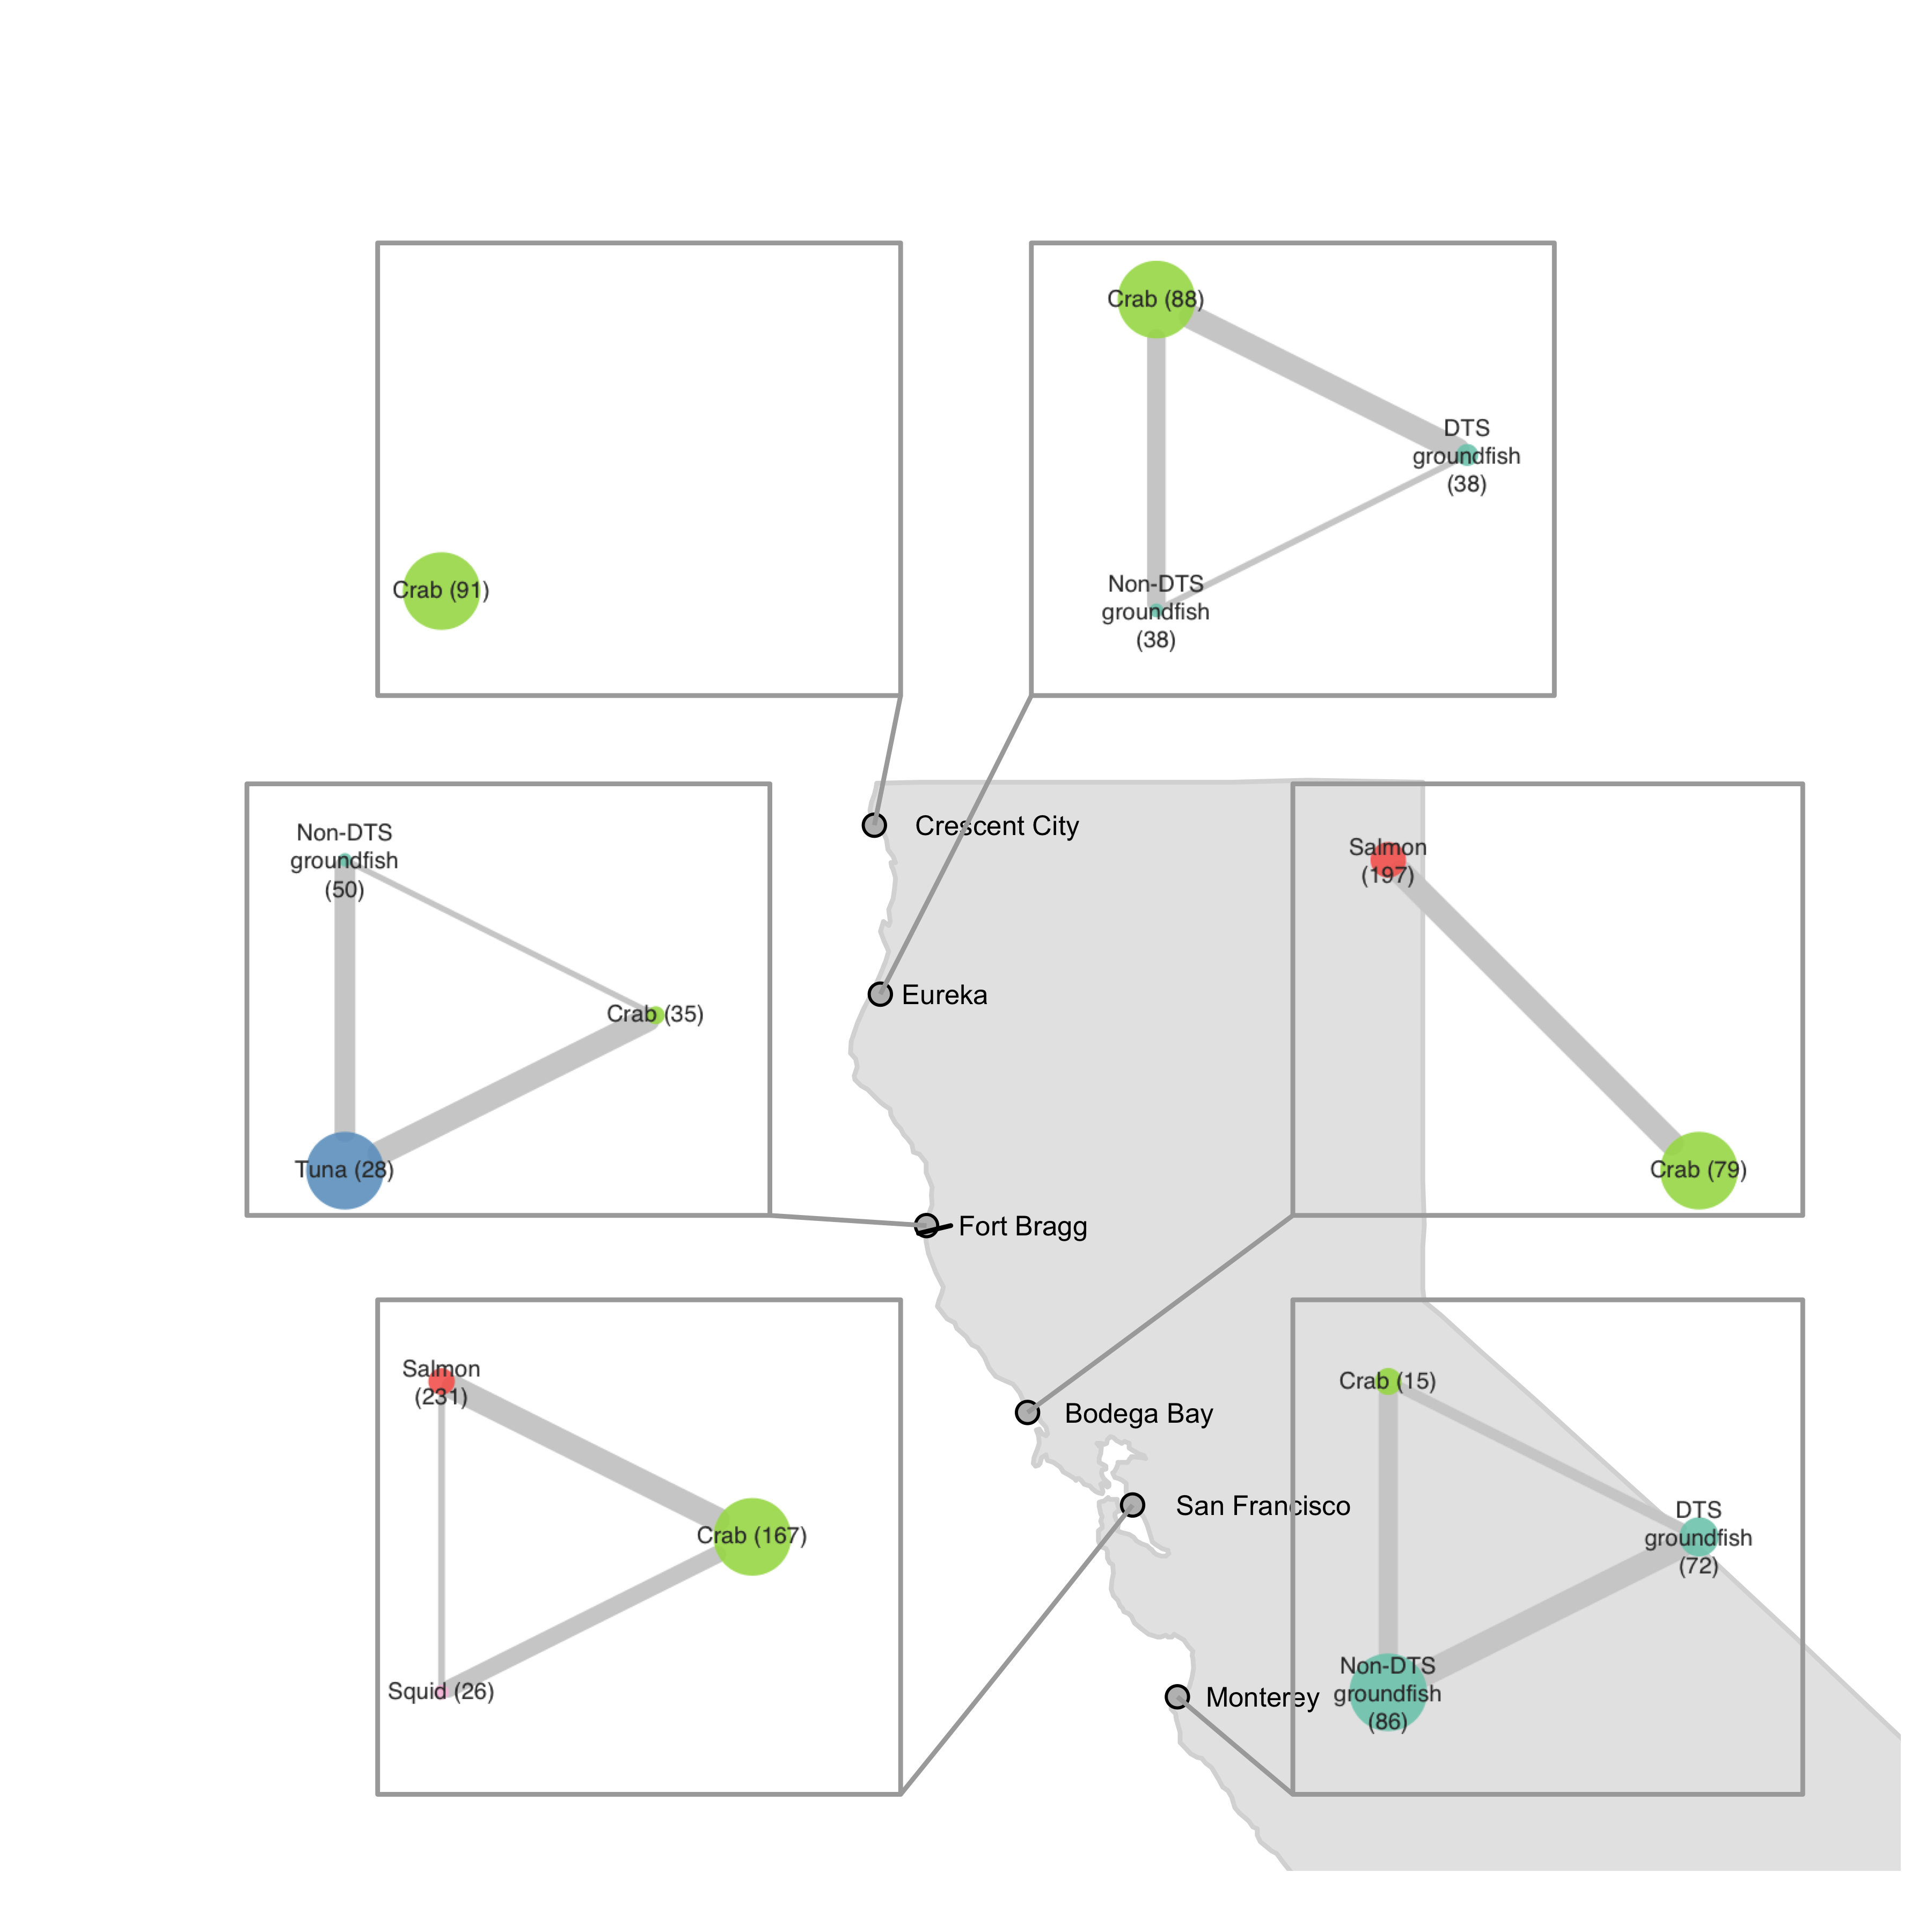 Crab (91)
Crab (88)
DTS
groundfish
(38)
Non-DTS
groundfish
(38)
Crescent City
Non-DTS
groundfish
(50)
Crab (35)
Tuna (28)
Eureka
Salmon
(197)
Crab (79)
Fort Bragg
Salmon
(231)
Crab (167)
Squid (26)
Bodega Bay
San Francisco
Monterey
Crab (15)
DTS
groundfish
(72)
Non-DTS
groundfish
(86)